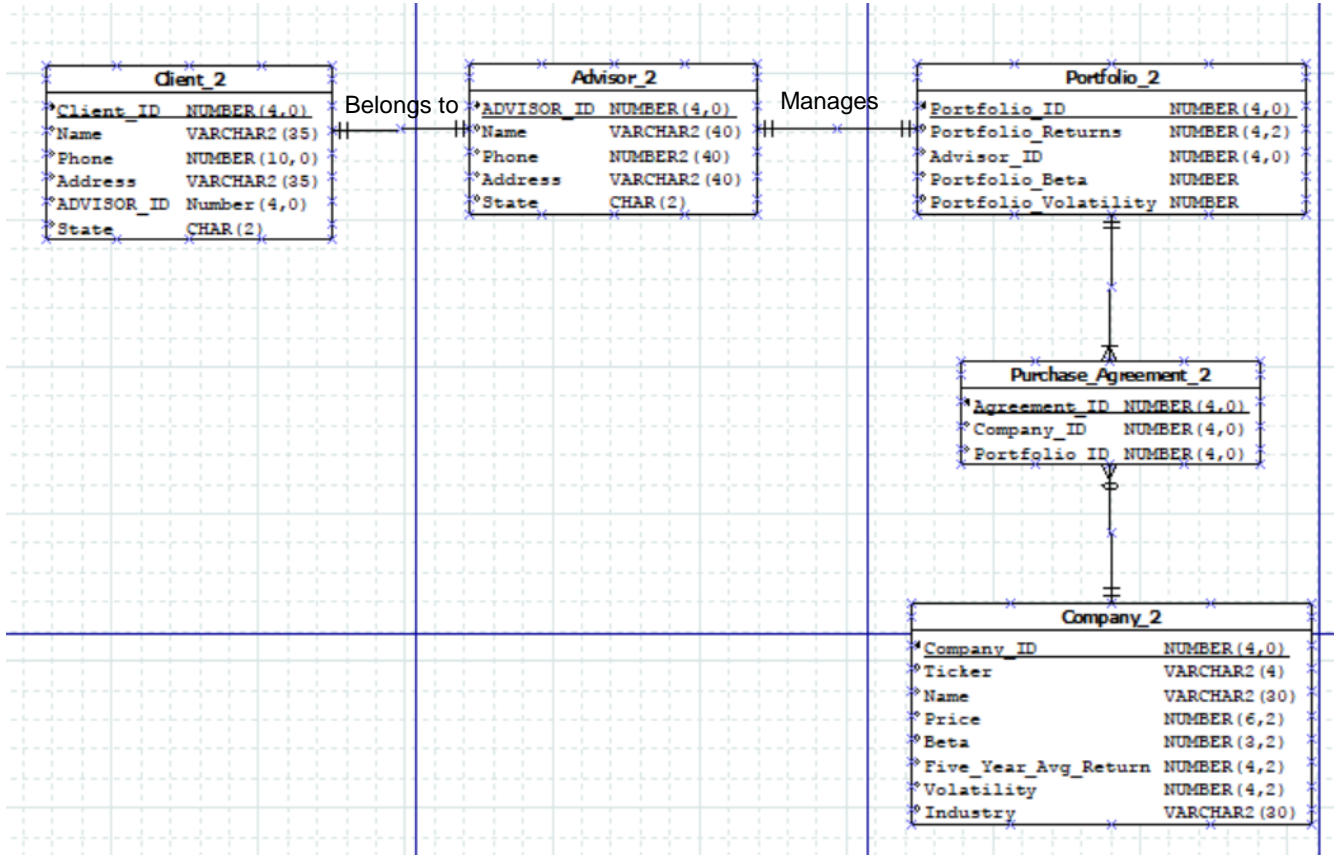 Client_2
Client_ID NUMBER(4,0)
Name VARCHAR2(35)
Phone NUMBER(10,0)
Address VARCHAR2(35)
ADVISOR_ID Number(4,0)
State CHAR(2)
Belongs to
Advisor_2
ADVISOR_ID NUMBER(4,0)
Name VARCHAR2(40)
Phone NUMBER2(40)
Address VARCHAR2(40)
State CHAR(2)
Manages
Portfolio_2
Portfolio_ID NUMBER(4,0)
Portfolio_Returns NUMBER(4,2)
Advisor_ID NUMBER(4,0)
Portfolio_Beta NUMBER
Portfolio_Volatility NUMBER
Purchase_Agreement_2
Agreement_ID NUMBER(4,0)
Company_ID NUMBER(4,0)
Portfolio_ID NUMBER(4,0)
Company_2
Company_ID NUMBER(4,0)
Ticker VARCHAR2(4)
Name VARCHAR2(30)
Price NUMBER(6,2)
Beta NUMBER(3,2)
Five_Year_Avg_Return NUMBER(4,2)
Volatility NUMBER(4,2)
Industry VARCHAR2(30)